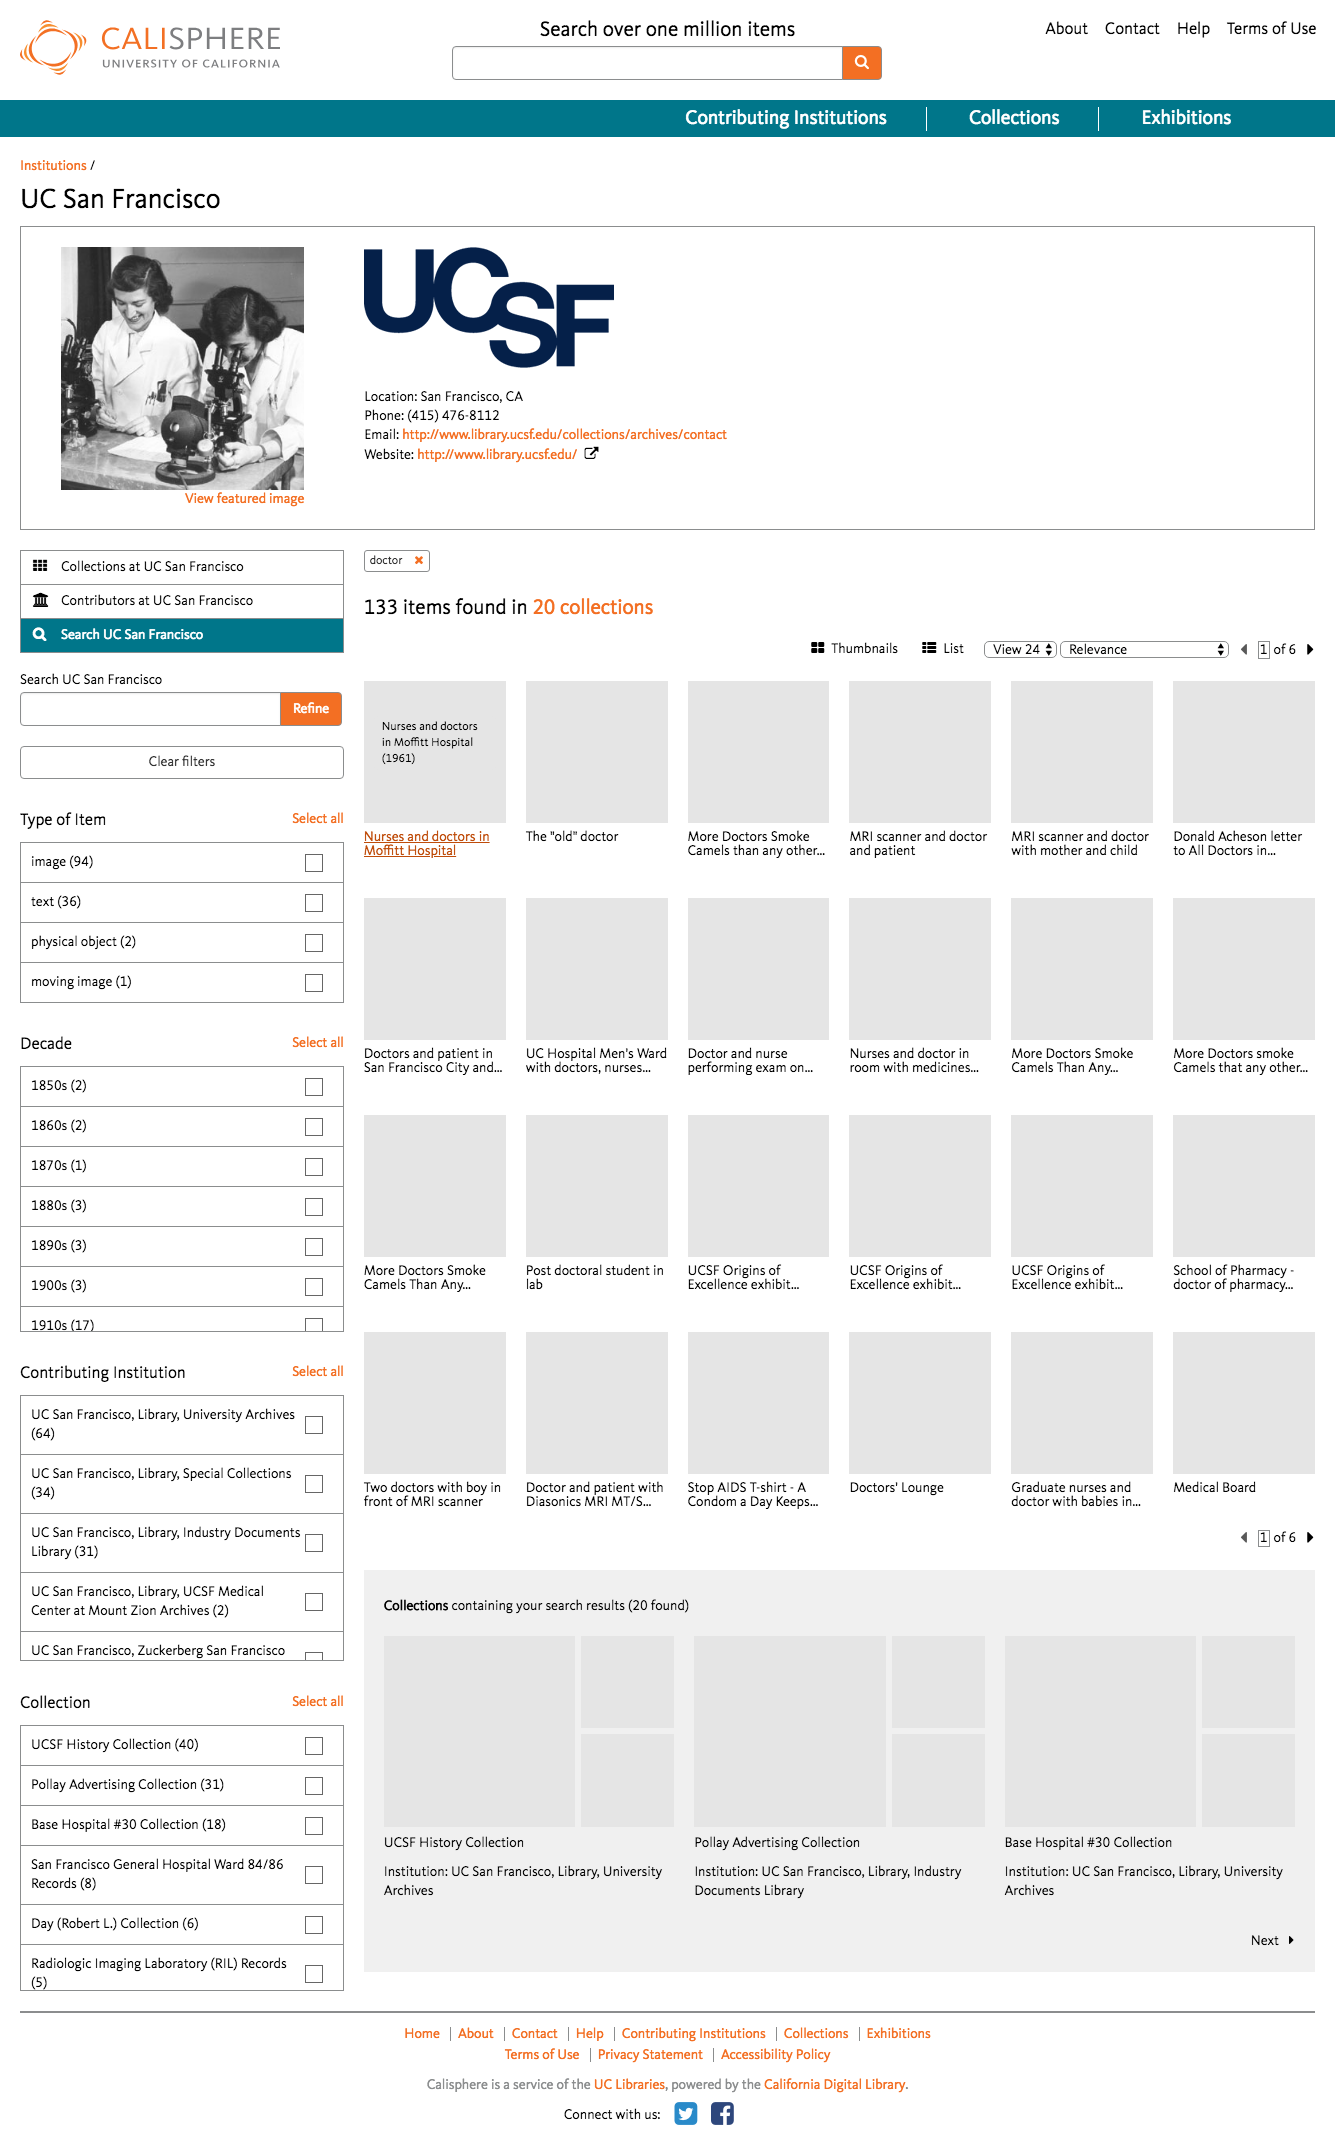 CALISPHERE
UNIVERSITY OF CALIFORNIA
Search over one million items
About Contact Help Terms of Use
Contributing Institutions Collections Exhibitions
Institutions /
UC San Francisco
UCSF
Location: San Francisco, CA
Phone: (415) 476-8112
Email: http://www.library.ucsf.edu/collections/archives/contact
Website: http://www.library.ucsf.edu/
View featured image
Collections at UC San Francisco
Contributors at UC San Francisco
Search UC San Francisco
Search UC San Francisco
Refine
Clear filters
Type of Item Select all
image (94)
text (36)
physical object (2)
moving image (1)
Decade Select all
1850s (2)
1860s (2)
1870s (1)
1880s (3)
1890s (3)
1900s (3)
1910s (17)
Contributing Institution Select all
UC San Francisco, Library, University Archives
(64)
UC San Francisco, Library, Special Collections
(34)
UC San Francisco, Library, Industry Documents
Library (31)
UC San Francisco, Library, UCSF Medical
Center at Mount Zion Archives (2)
UC San Francisco, Zuckerberg San Francisco
Collection Select all
UCSF History Collection (40)
Pollay Advertising Collection (31)
Base Hospital #30 Collection (18)
San Francisco General Hospital Ward 84/86
Records (8)
Day (Robert L.) Collection (6)
Radiologic Imaging Laboratory (RIL) Records
(5)
doctor
133 items found in 20 collections
Thumbnails List View 24 Relevance 1 of 6
Nurses and doctors
in Moffitt Hospital
(1961)
Nurses and doctors in
Moffitt Hospital
The "old" doctor
More Doctors Smoke
Camels than any other...
MRI scanner and doctor
and patient
MRI scanner and doctor
with mother and child
Donald Acheson letter
to All Doctors in...
Doctors and patient in
San Francisco City and...
UC Hospital Men's Ward
with doctors, nurses...
Doctor and nurse
performing exam on...
Nurses and doctor in
room with medicines...
More Doctors Smoke
Camels Than Any...
More Doctors smoke
Camels that any other...
More Doctors Smoke
Camels Than Any...
Post doctoral student in
lab
UCSF Origins of
Excellence exhibit...
UCSF Origins of
Excellence exhibit...
UCSF Origins of
Excellence exhibit...
School of Pharmacy -
doctor of pharmacy...
Two doctors with boy in
front of MRI scanner
Doctor and patient with
Diasonics MRI MT/S...
Stop AIDS T-shirt - A
Condom a Day Keeps...
Doctors' Lounge
Graduate nurses and
doctor with babies in...
Medical Board
1 of 6
Collections containing your search results (20 found)
UCSF History Collection
Institution: UC San Francisco, Library, University
Archives
Pollay Advertising Collection
Institution: UC San Francisco, Library, Industry
Documents Library
Base Hospital #30 Collection
Institution: UC San Francisco, Library, University
Archives
Next
Home | About | Contact | Help | Contributing Institutions | Collections | Exhibitions
Terms of Use | Privacy Statement | Accessibility Policy
Calisphere is a service of the UC Libraries, powered by the California Digital Library.
Connect with us: